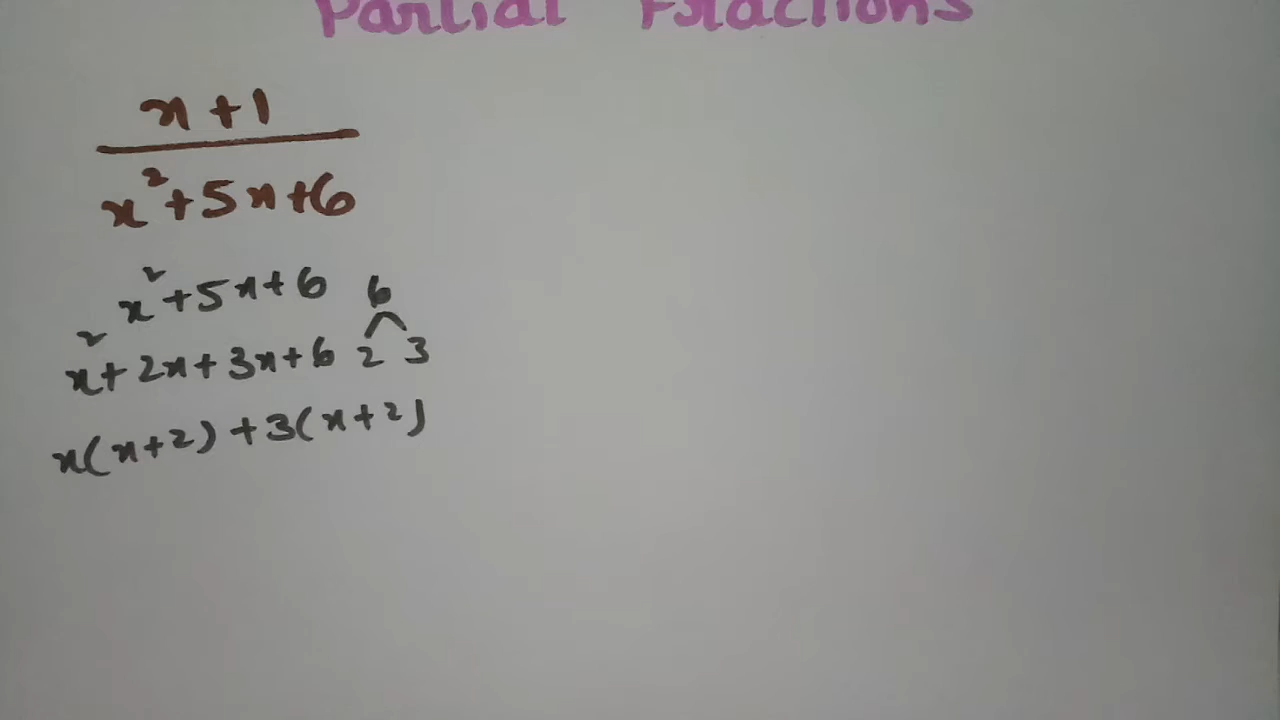 Partial Fractions
x+1
x²+5x+6
x²+5x+6
6
x²+2x+3x+6
2 3
x(x+2)+3(x+2)